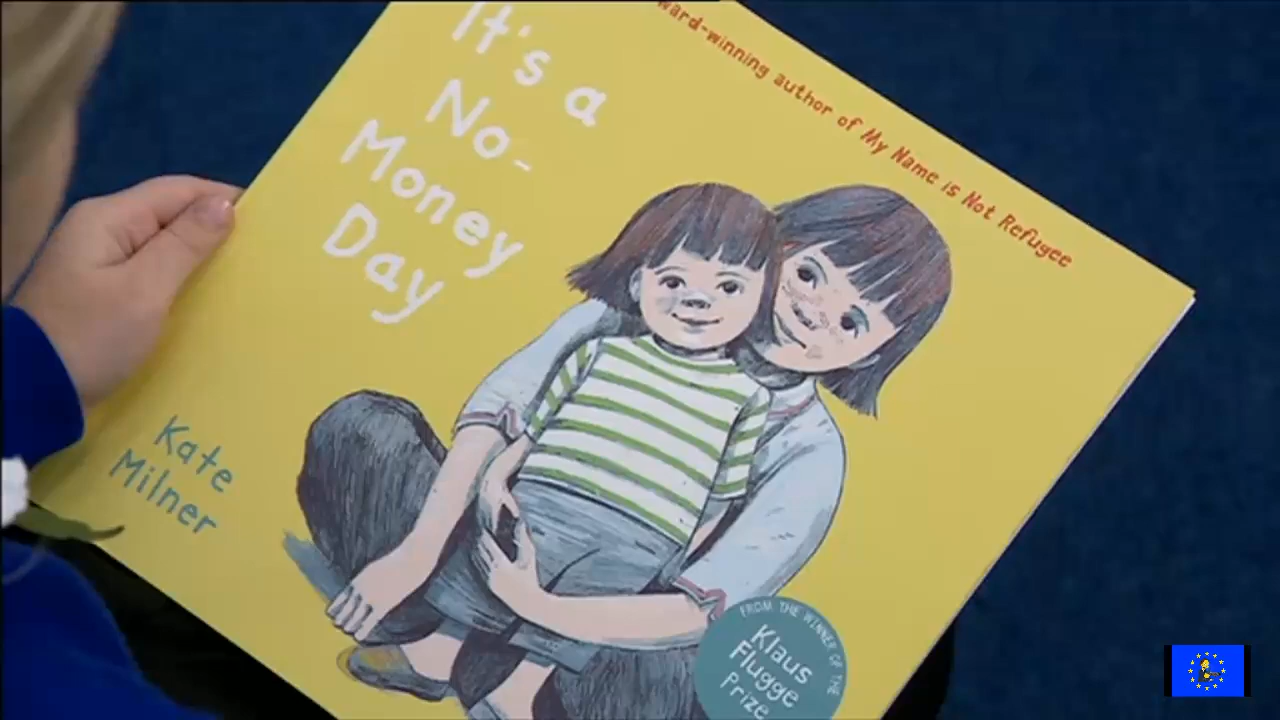 It's a
No-
Money
Day
ward-winning author of My Name is Not Refugee
Kate
Milner
FROM THE WINNER OF THE
Klaus
Flugge
Prize